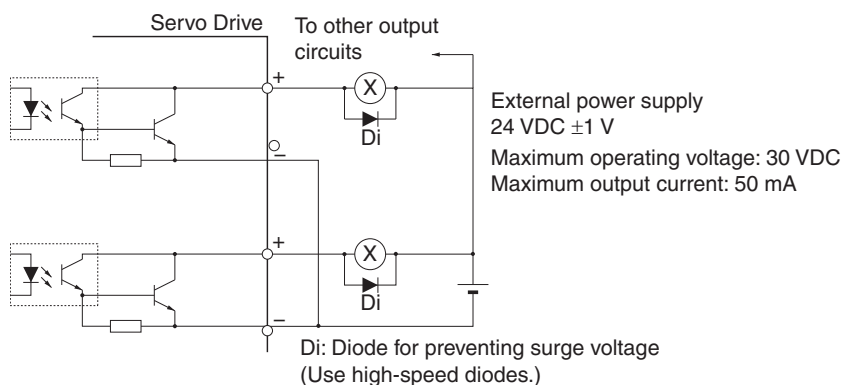 Servo Drive
To other output
circuits
+
X
Di
–
External power supply
24 VDC ±1 V
Maximum operating voltage: 30 VDC
Maximum output current: 50 mA
+
X
Di
–
Di: Diode for preventing surge voltage
(Use high-speed diodes.)